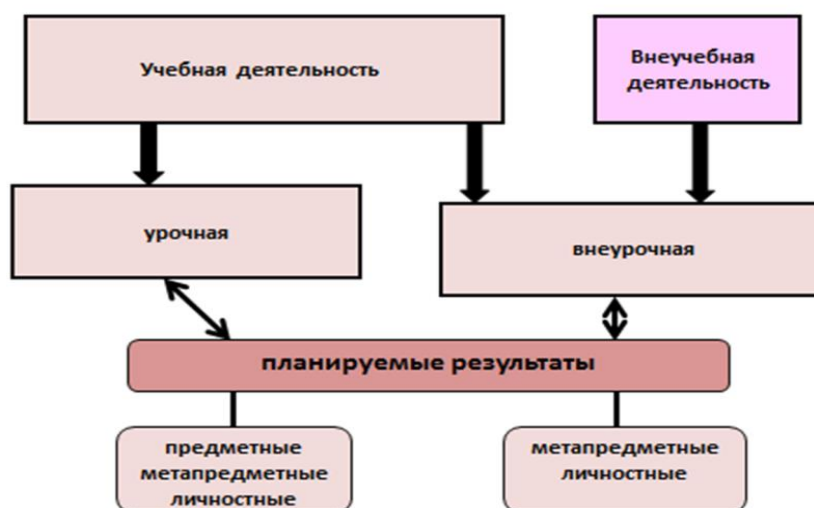 Учебная деятельность
Внеучебная
деятельность
урочная
внеурочная
планируемые результаты
предметные
метапредметные
личностные
метапредметные
личностные